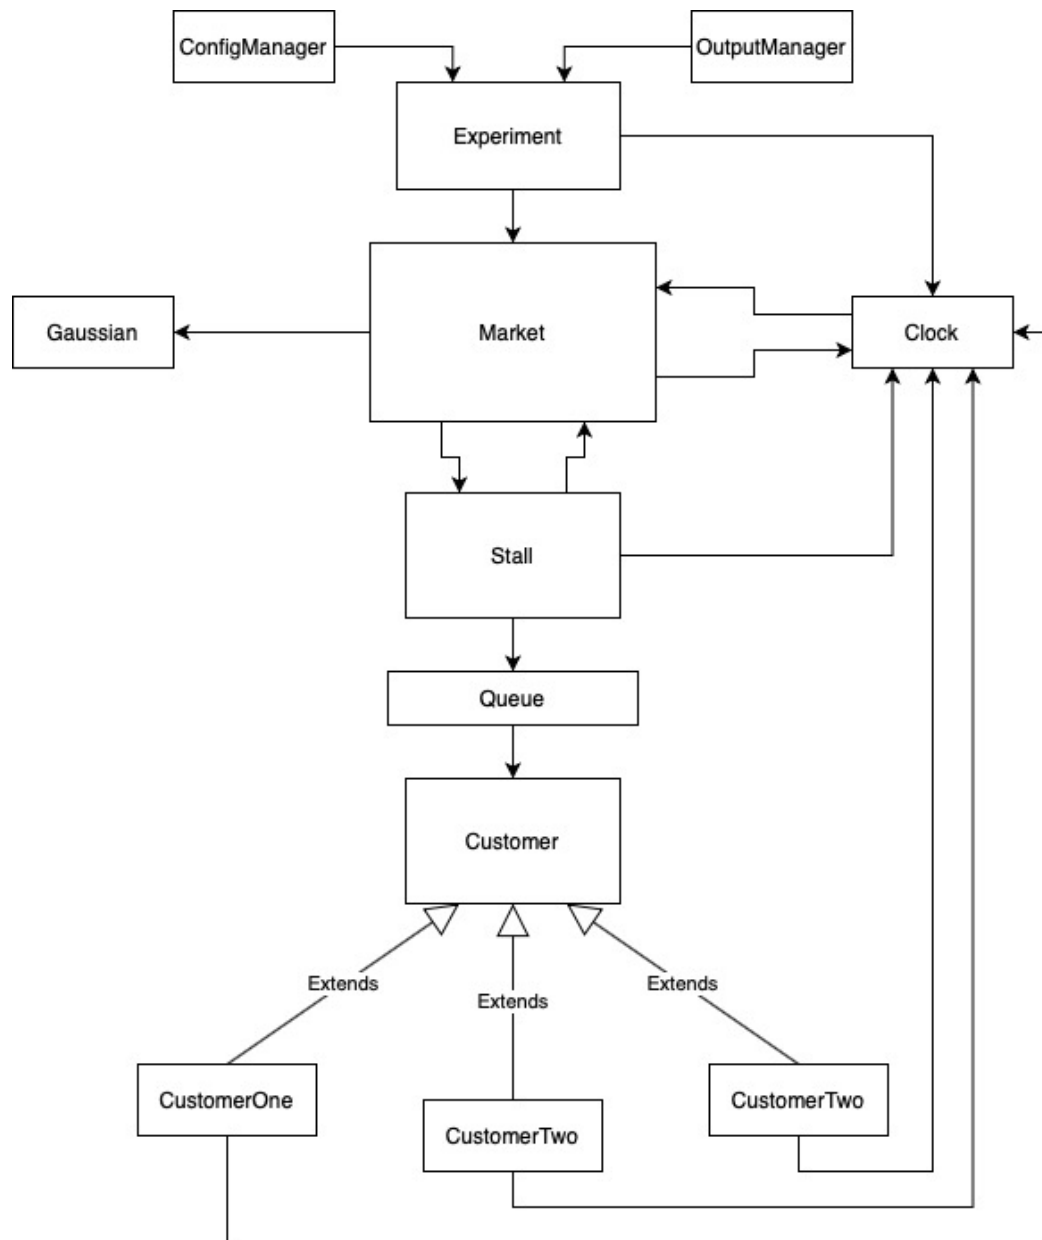 ConfigManager
OutputManager
Experiment
Gaussian
Market
Clock
Stall
Queue
Customer
Extends
Extends
Extends
CustomerOne
CustomerTwo
CustomerTwo